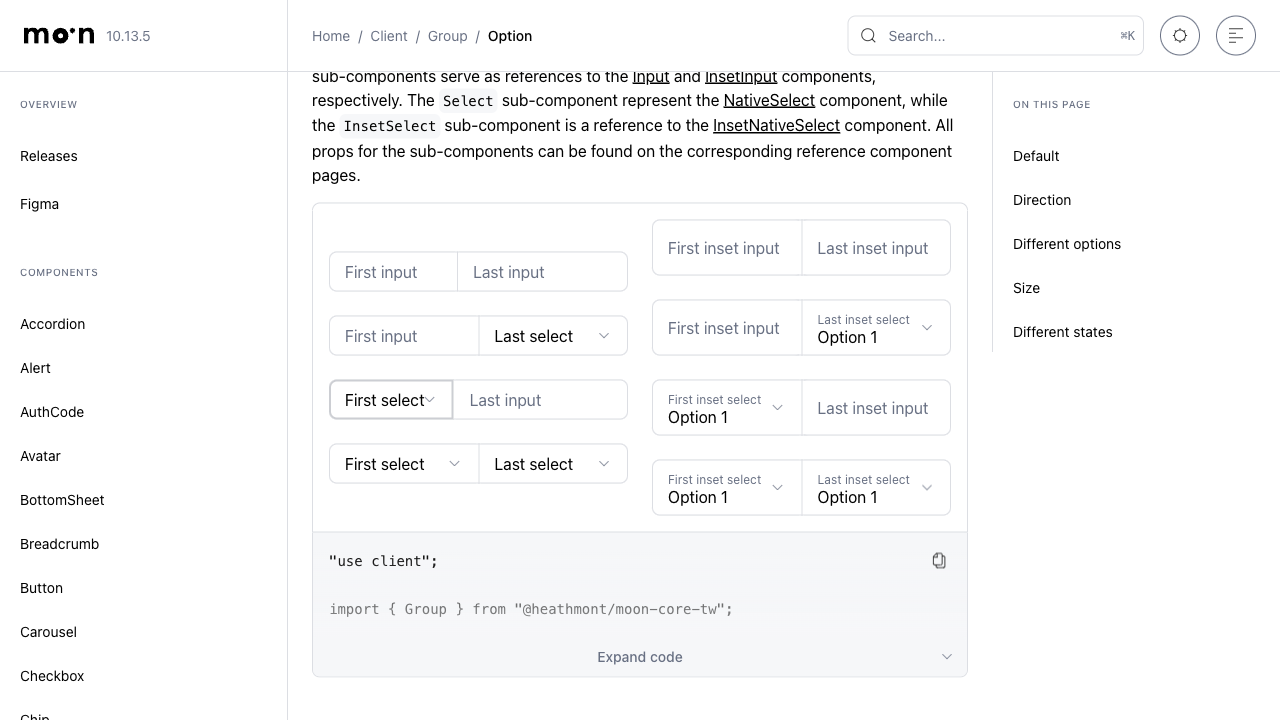 moon 10.13.5
Home / Client / Group / Option
Search...
⌘K
OVERVIEW
Releases
Figma
COMPONENTS
Accordion
Alert
AuthCode
Avatar
BottomSheet
Breadcrumb
Button
Carousel
Checkbox
Chip
sub-components serve as references to the Input and InsetInput components,
respectively. The Select sub-component represent the NativeSelect component, while
the InsetSelect sub-component is a reference to the InsetNativeSelect component. All
props for the sub-components can be found on the corresponding reference component
pages.
First input
Last input
First input
Last select
First select
Last input
First select
Last select
First inset input
Last inset input
First inset input
Last inset select
Option 1
First inset select
Option 1
Last inset input
First inset select
Option 1
Last inset select
Option 1
"use client";
import { Group } from "@heathmont/moon-core-tw";
Expand code
ON THIS PAGE
Default
Direction
Different options
Size
Different states